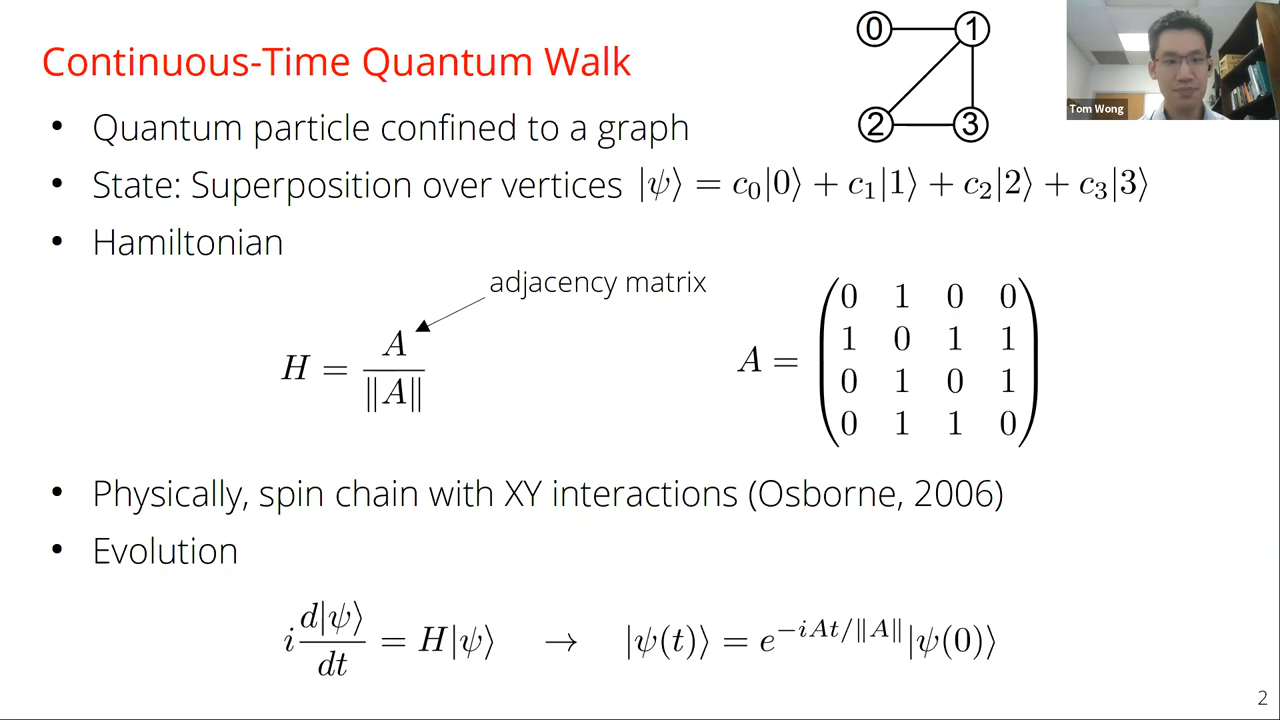 Continuous-Time Quantum Walk
0 1
2 3
Tom Wong
• Quantum particle confined to a graph
• State: Superposition over vertices |ψ⟩ = c₀|0⟩ + c₁|1⟩ + c₂|2⟩ + c₃|3⟩
• Hamiltonian
adjacency matrix
H = A / ‖A‖
A = 
0 1 0 0
1 0 1 1
0 1 0 1
0 1 1 0
• Physically, spin chain with XY interactions (Osborne, 2006)
• Evolution
i d|ψ⟩/dt = H|ψ⟩ → |ψ(t)⟩ = e^{−iAt/‖A‖}|ψ(0)⟩
2